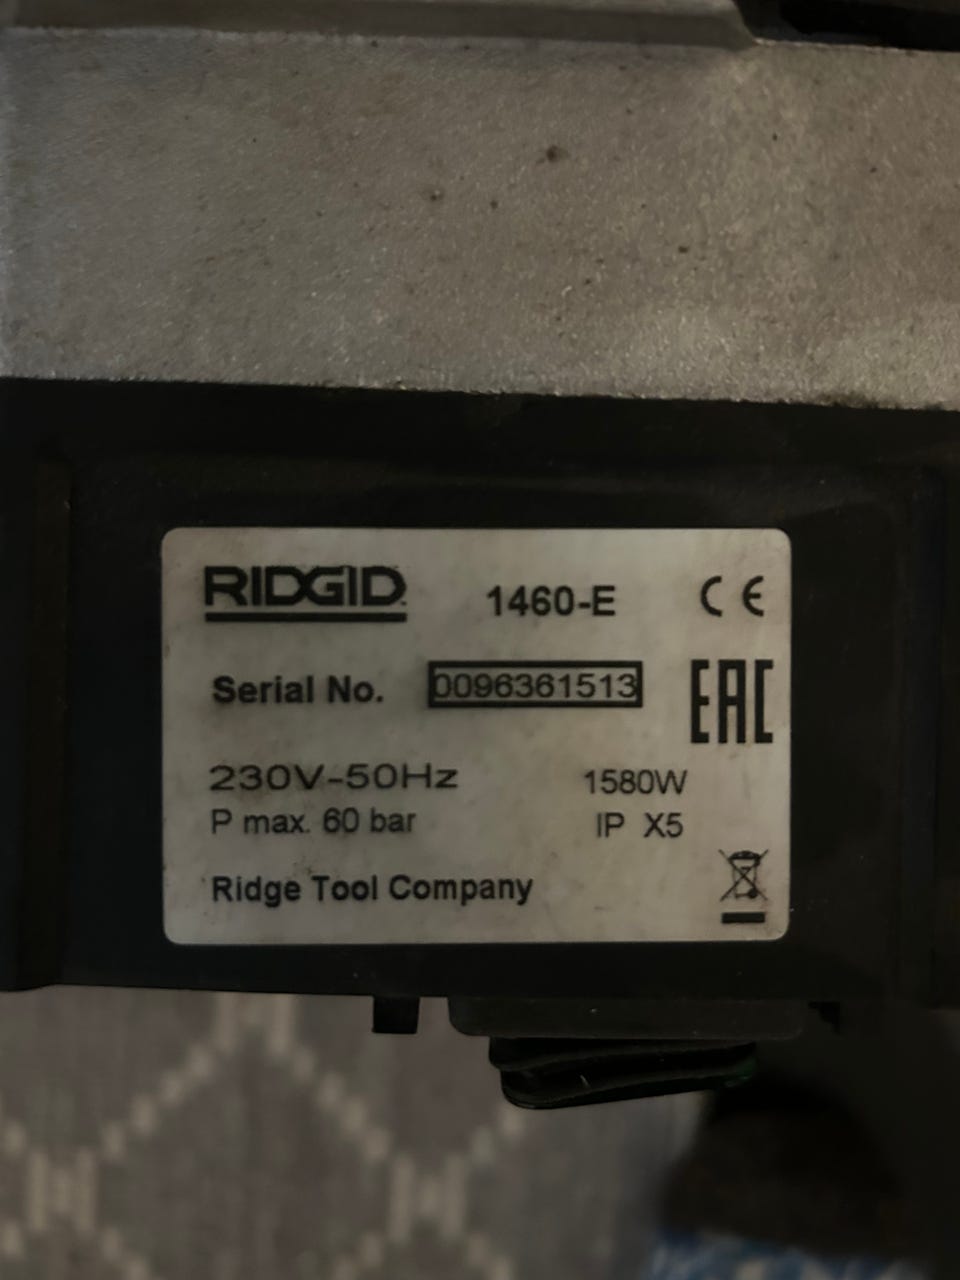 RIDGID 1460-E CE
Serial No. 0096361513 EAC
230V-50Hz 1580W
P max. 60 bar IP X5
Ridge Tool Company